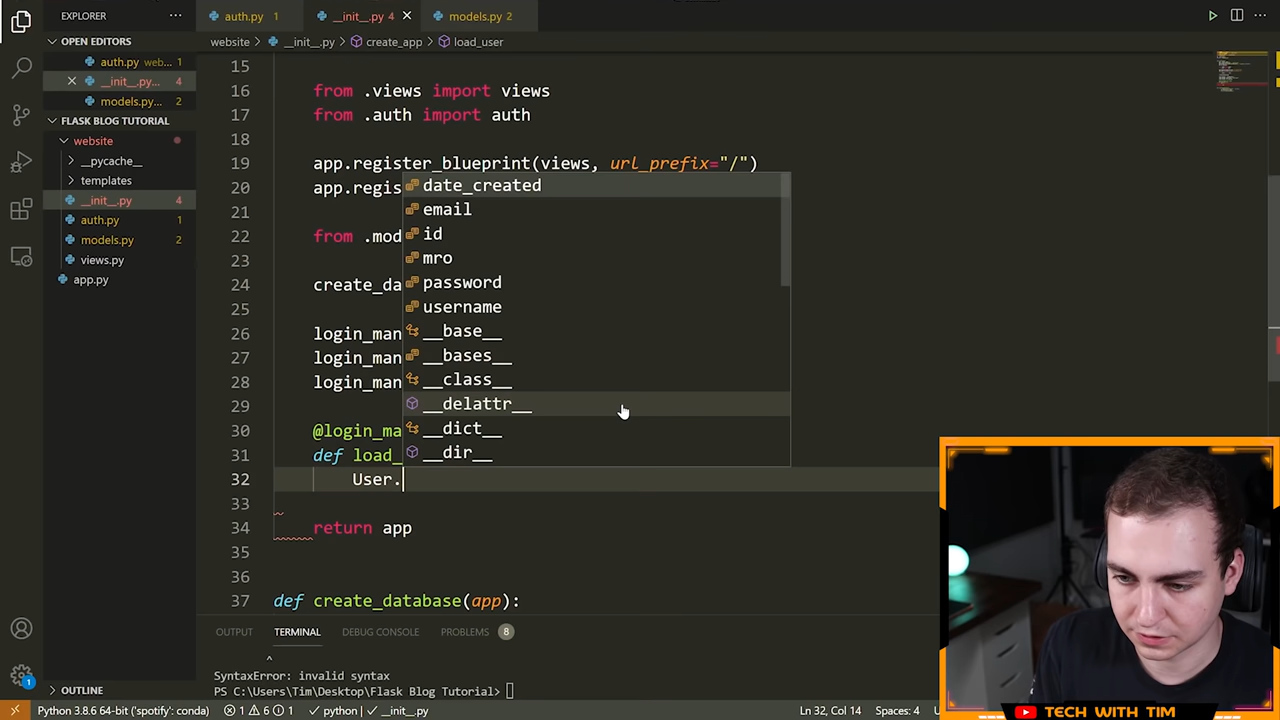 EXPLORER
···
auth.py 1
__init__.py 4
models.py 2
OPEN EDITORS
auth.py web... 1
__init__.py... 4
models.py... 2
FLASK BLOG TUTORIAL
website
__pycache__
templates
__init__.py 4
auth.py 1
models.py 2
views.py
app.py
OUTLINE
website > __init__.py > create_app > load_user
15
16 from .views import views
17 from .auth import auth
18
19 app.register_blueprint(views, url_prefix="/")
20 app.regis
21
22 from .mod
23
24 create_da
25
26 login_man
27 login_man
28 login_man
29
30 @login_ma
31 def load_
32 User.
33
34 return app
35
36
37 def create_database(app):
date_created
email
id
mro
password
username
__base__
__bases__
__class__
__delattr__
__dict__
__dir__
OUTPUT TERMINAL DEBUG CONSOLE PROBLEMS 8
^
SyntaxError: invalid syntax
PS C:\Users\Tim\Desktop\Flask Blog Tutorial>
1
Python 3.8.6 64-bit ('spotify': conda) 1 6 1 python | __init__.py Ln 32, Col 14 Spaces: 4
TECH WITH TIM